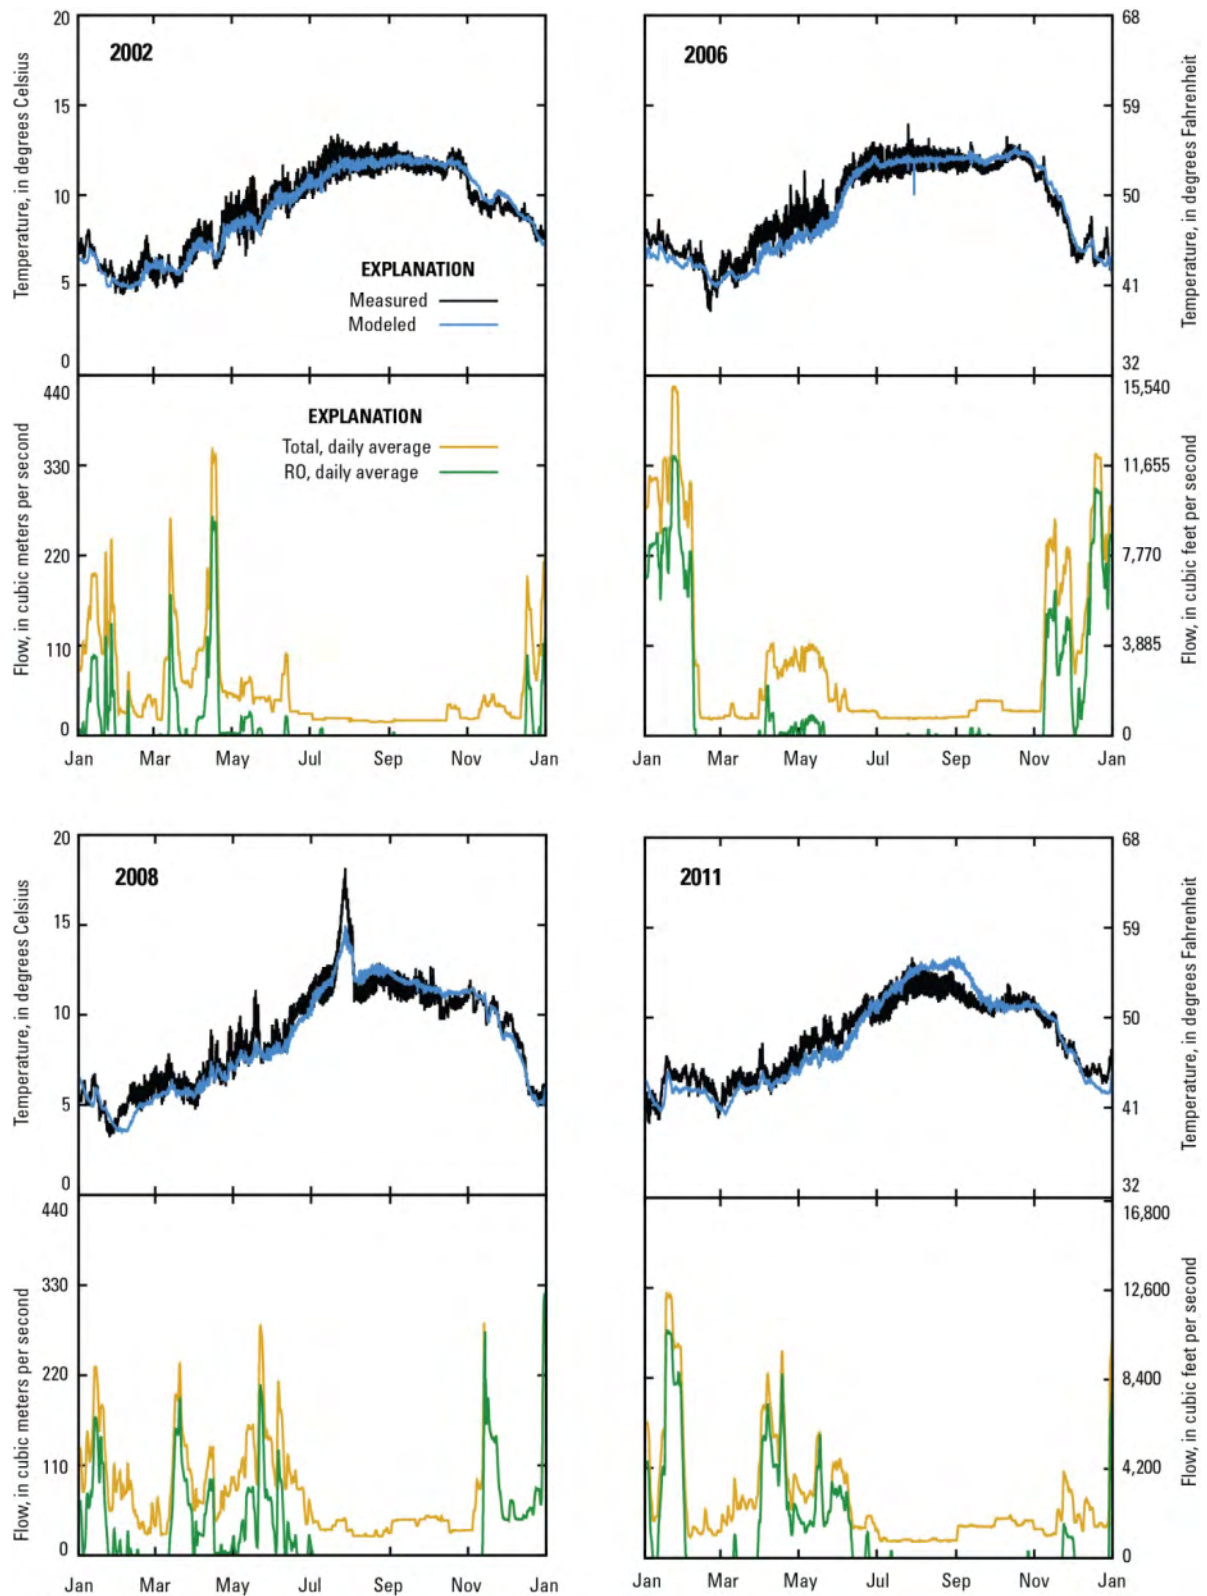 2002
Temperature, in degrees Celsius
20
15
10
5
0
EXPLANATION
Measured
Modeled
2006
Temperature, in degrees Fahrenheit
68
59
50
41
32
Flow, in cubic meters per second
440
330
220
110
0
EXPLANATION
Total, daily average
RO, daily average
Jan Mar May Jul Sep Nov Jan
Flow, in cubic feet per second
15,540
11,655
7,770
3,885
0
Jan Mar May Jul Sep Nov Jan
2008
Temperature, in degrees Celsius
20
15
10
5
0
2011
Temperature, in degrees Fahrenheit
68
59
50
41
32
Flow, in cubic meters per second
440
330
220
110
0
Jan Mar May Jul Sep Nov Jan
Flow, in cubic feet per second
16,800
12,600
8,400
4,200
0
Jan Mar May Jul Sep Nov Jan